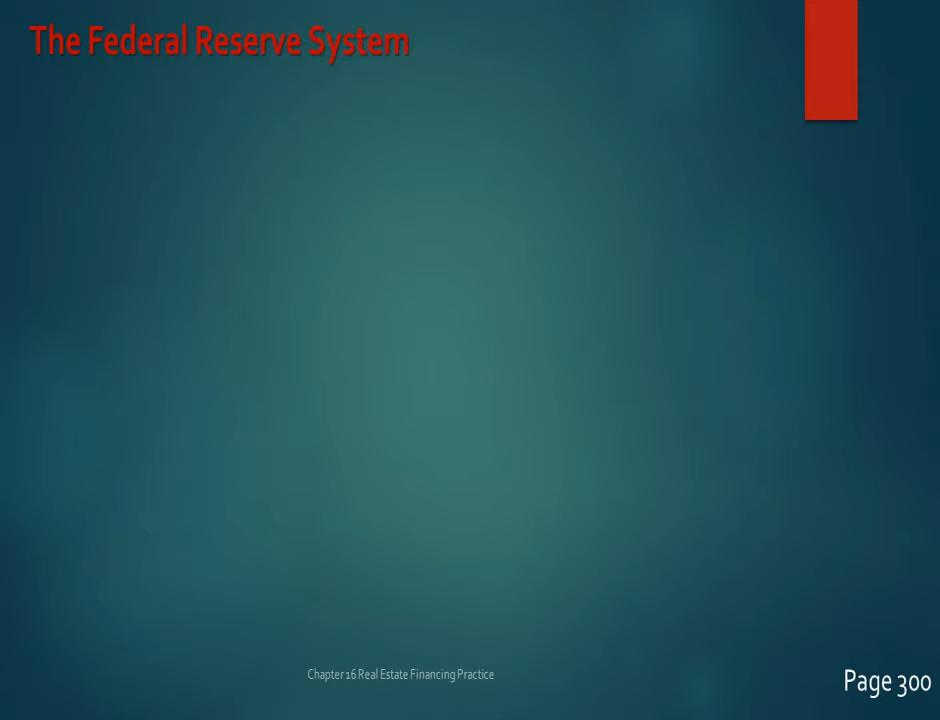 The Federal Reserve System
Chapter 16 Real Estate Financing Practice
Page 300